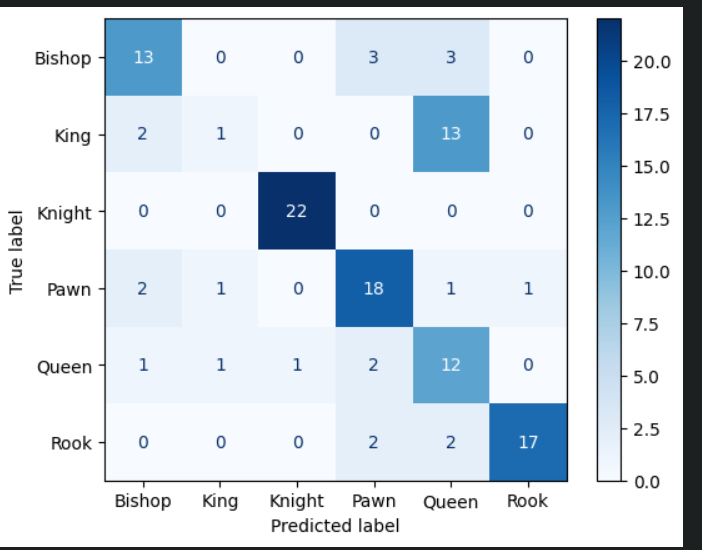 Bishop 13 0 0 3 3 0
King 2 1 0 0 13 0
Knight 0 0 22 0 0 0
Pawn 2 1 0 18 1 1
Queen 1 1 1 2 12 0
Rook 0 0 0 2 2 17
Bishop King Knight Pawn Queen Rook
Predicted label
True label
20.0
17.5
15.0
12.5
10.0
7.5
5.0
2.5
0.0